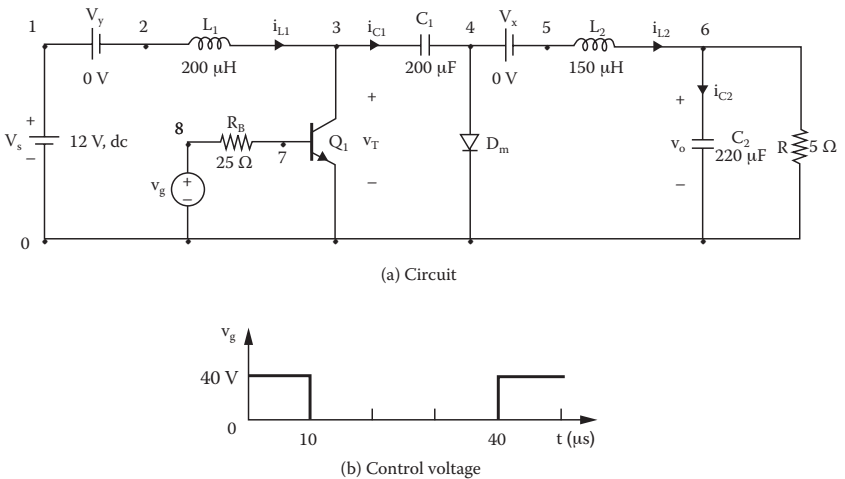 1 V_y 2 L_1 i_L1 3 i_C1 C_1 4 V_x 5 L_2 i_L2 6
0 V 200 μH 200 μF 0 V 150 μH
V_s + − 12 V, dc
8 R_B 25 Ω 7 Q_1
v_g + −
+ v_T −
D_m
i_C2
+ v_o −
C_2 220 μF R 5 Ω
0
(a) Circuit
v_g
40 V
0 10 40 t (μs)
(b) Control voltage